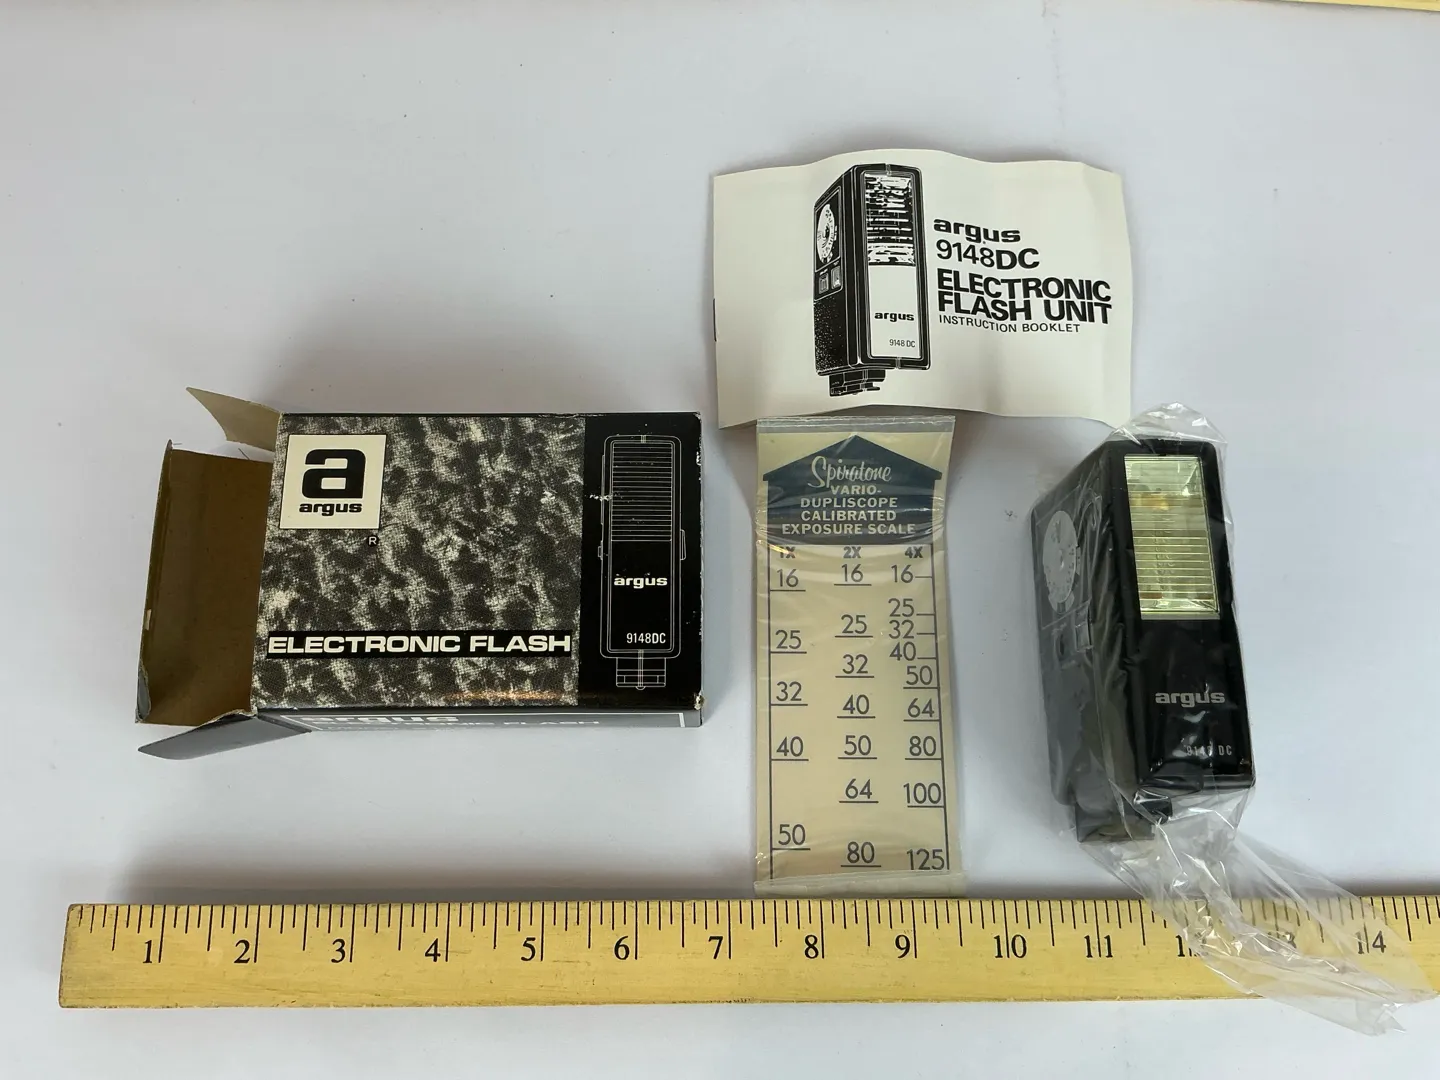 a
argus
®
ELECTRONIC FLASH
argus
9148DC
argus
argus
9148DC
ELECTRONIC
FLASH UNIT
INSTRUCTION BOOKLET
argus
9148 DC
Spiratone
VARIO-
DUPLISCOPE
CALIBRATED
EXPOSURE SCALE
1X 2X 4X
16 16 16
25
25 32
25 40
32 50
32
40 64
40 50 80
64 100
50
80 125
argus
9148 DC
1 2 3 4 5 6 7 8 9 10 11 14